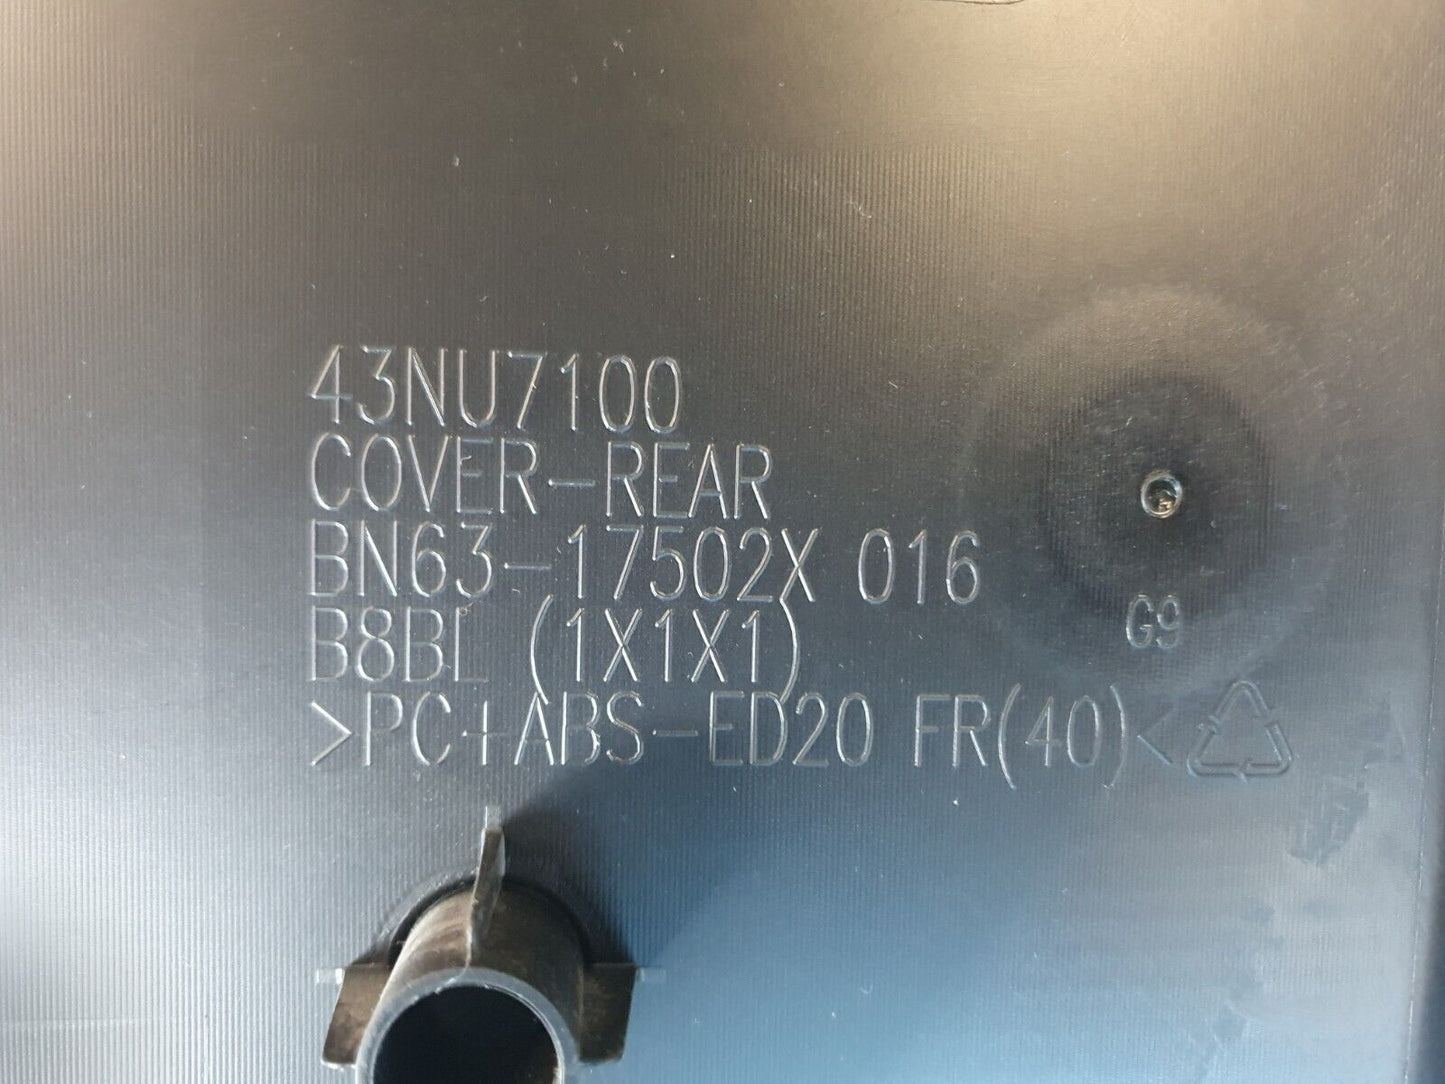 43NU7100
COVER-REAR
BN63-17502X 016
B8BL (1X1X1)
G9
>PC+ABS-ED20 FR(40)<